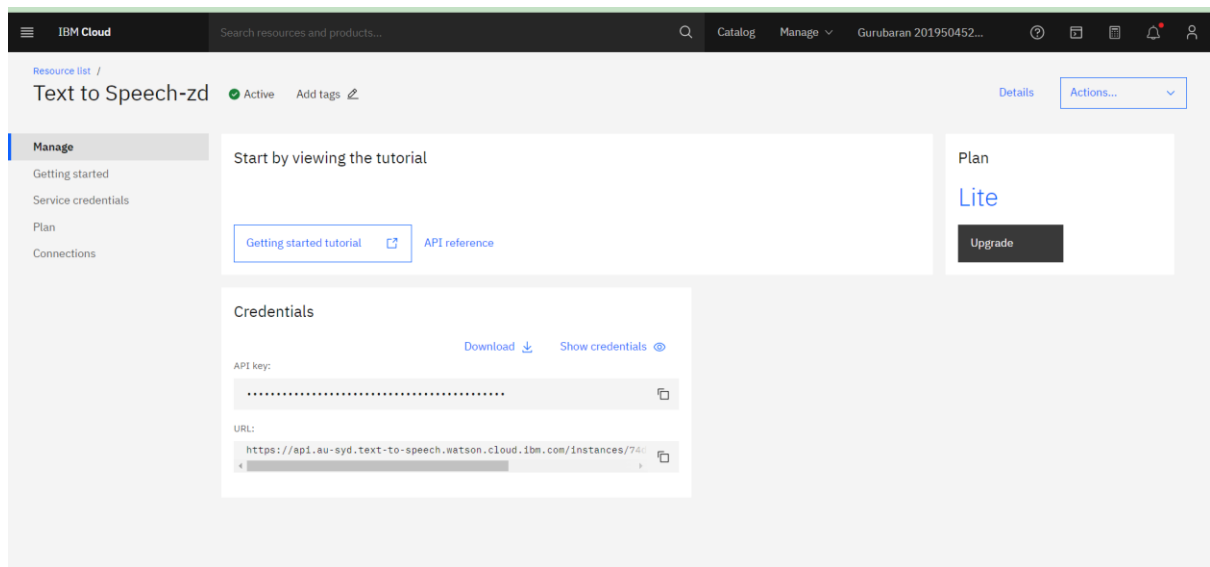 IBM Cloud
Search resources and products...
Catalog
Manage
Gurubaran 201950452...
Resource list /
Text to Speech-zd
Active
Add tags
Details
Actions...
Manage
Getting started
Service credentials
Plan
Connections
Start by viewing the tutorial
Getting started tutorial
API reference
Plan
Lite
Upgrade
Credentials
Download
Show credentials
API key:
............................................
URL:
https://api.au-syd.text-to-speech.watson.cloud.ibm.com/instances/74